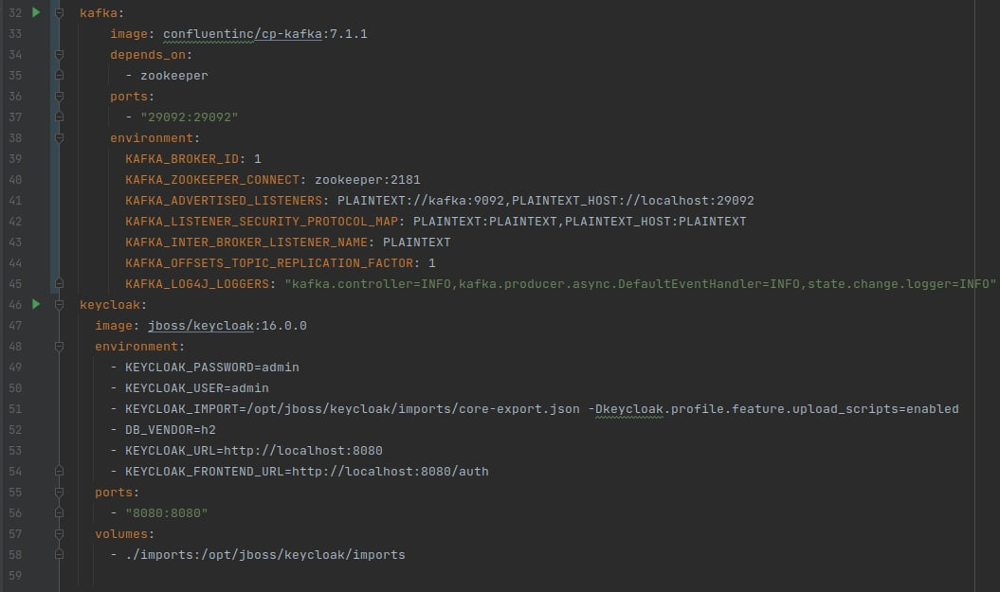 32 kafka:
33 image: confluentinc/cp-kafka:7.1.1
34 depends_on:
35 - zookeeper
36 ports:
37 - "29092:29092"
38 environment:
39 KAFKA_BROKER_ID: 1
40 KAFKA_ZOOKEEPER_CONNECT: zookeeper:2181
41 KAFKA_ADVERTISED_LISTENERS: PLAINTEXT://kafka:9092,PLAINTEXT_HOST://localhost:29092
42 KAFKA_LISTENER_SECURITY_PROTOCOL_MAP: PLAINTEXT:PLAINTEXT,PLAINTEXT_HOST:PLAINTEXT
43 KAFKA_INTER_BROKER_LISTENER_NAME: PLAINTEXT
44 KAFKA_OFFSETS_TOPIC_REPLICATION_FACTOR: 1
45 KAFKA_LOG4J_LOGGERS: "kafka.controller=INFO,kafka.producer.async.DefaultEventHandler=INFO,state.change.logger=INFO"
46 keycloak:
47 image: jboss/keycloak:16.0.0
48 environment:
49 - KEYCLOAK_PASSWORD=admin
50 - KEYCLOAK_USER=admin
51 - KEYCLOAK_IMPORT=/opt/jboss/keycloak/imports/core-export.json -Dkeycloak.profile.feature.upload_scripts=enabled
52 - DB_VENDOR=h2
53 - KEYCLOAK_URL=http://localhost:8080
54 - KEYCLOAK_FRONTEND_URL=http://localhost:8080/auth
55 ports:
56 - "8080:8080"
57 volumes:
58 - ./imports:/opt/jboss/keycloak/imports
59